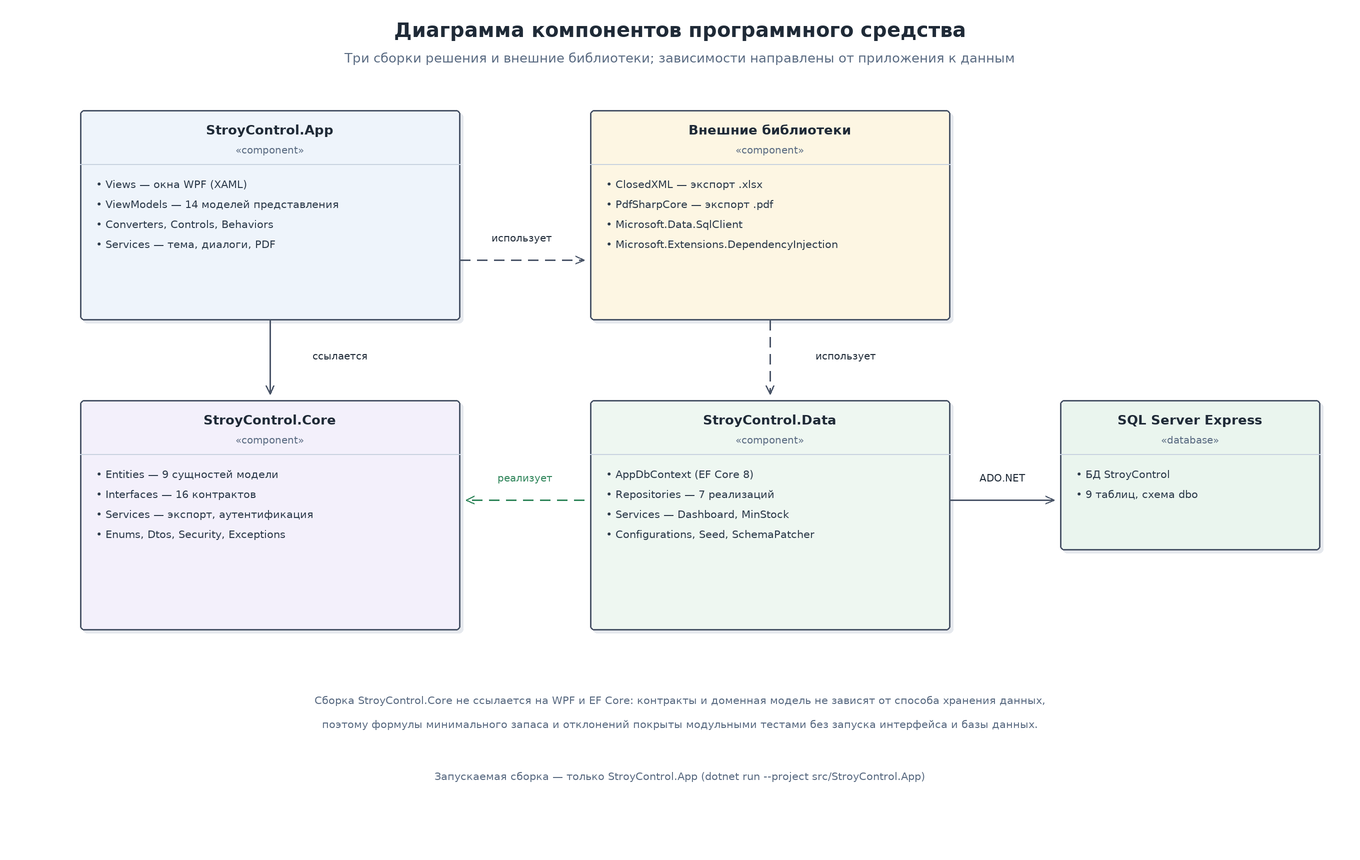 Диаграмма компонентов программного средства
Три сборки решения и внешние библиотеки; зависимости направлены от приложения к данным
StroyControl.App
«component»
• Views — окна WPF (XAML)
• ViewModels — 14 моделей представления
• Converters, Controls, Behaviors
• Services — тема, диалоги, PDF
использует
Внешние библиотеки
«component»
• ClosedXML — экспорт .xlsx
• PdfSharpCore — экспорт .pdf
• Microsoft.Data.SqlClient
• Microsoft.Extensions.DependencyInjection
ссылается
использует
StroyControl.Core
«component»
• Entities — 9 сущностей модели
• Interfaces — 16 контрактов
• Services — экспорт, аутентификация
• Enums, Dtos, Security, Exceptions
реализует
StroyControl.Data
«component»
• AppDbContext (EF Core 8)
• Repositories — 7 реализаций
• Services — Dashboard, MinStock
• Configurations, Seed, SchemaPatcher
ADO.NET
SQL Server Express
«database»
• БД StroyControl
• 9 таблиц, схема dbo
Сборка StroyControl.Core не ссылается на WPF и EF Core: контракты и доменная модель не зависят от способа хранения данных,
поэтому формулы минимального запаса и отклонений покрыты модульными тестами без запуска интерфейса и базы данных.
Запускаемая сборка — только StroyControl.App (dotnet run --project src/StroyControl.App)